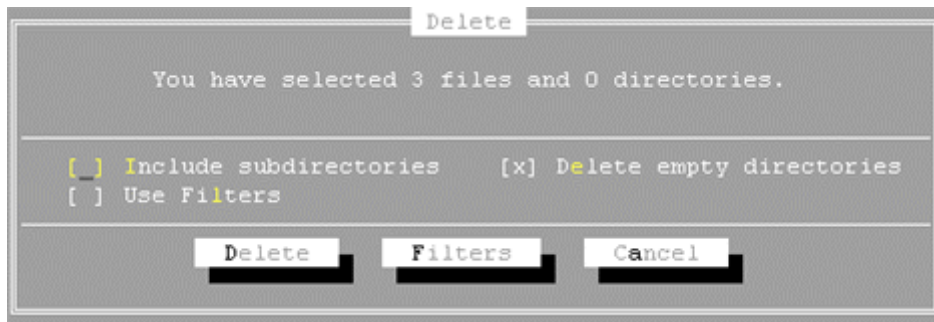 Delete
You have selected 3 files and 0 directories.
[_] Include subdirectories [x] Delete empty directories
[ ] Use Filters
Delete Filters Cancel